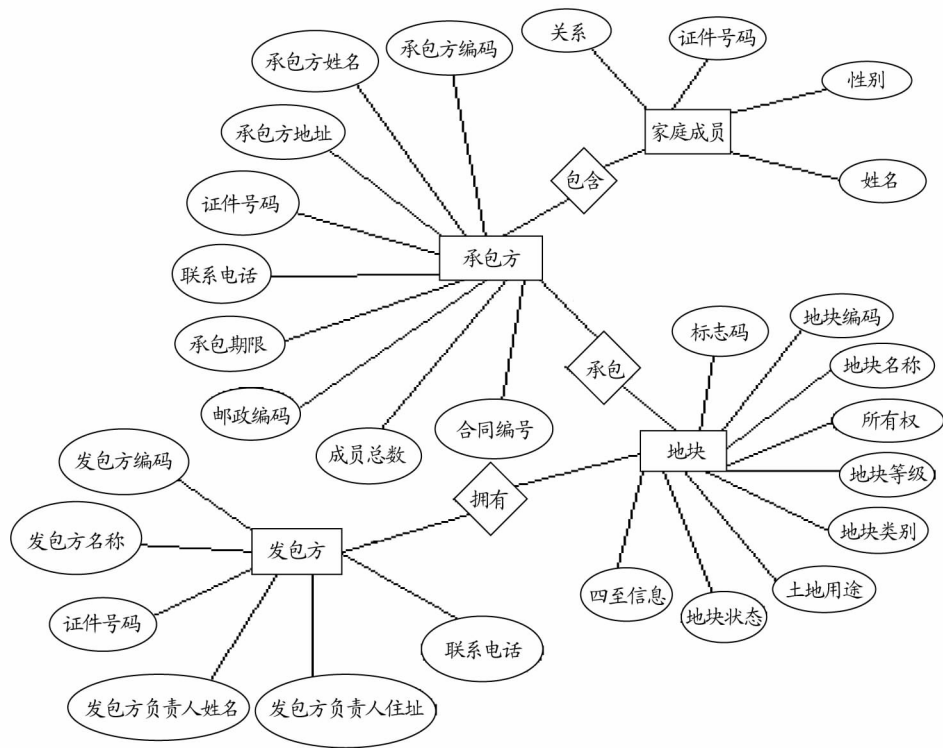 关系
证件号码
承包方编码
承包方姓名
性别
家庭成员
承包方地址
姓名
包含
证件号码
承包方
联系电话
标志码
地块编码
承包期限
承包
地块名称
邮政编码
成员总数
合同编号
所有权
地块
发包方编码
地块等级
拥有
发包方名称
发包方
地块类别
四至信息
土地用途
地块状态
证件号码
联系电话
发包方负责人姓名
发包方负责人住址